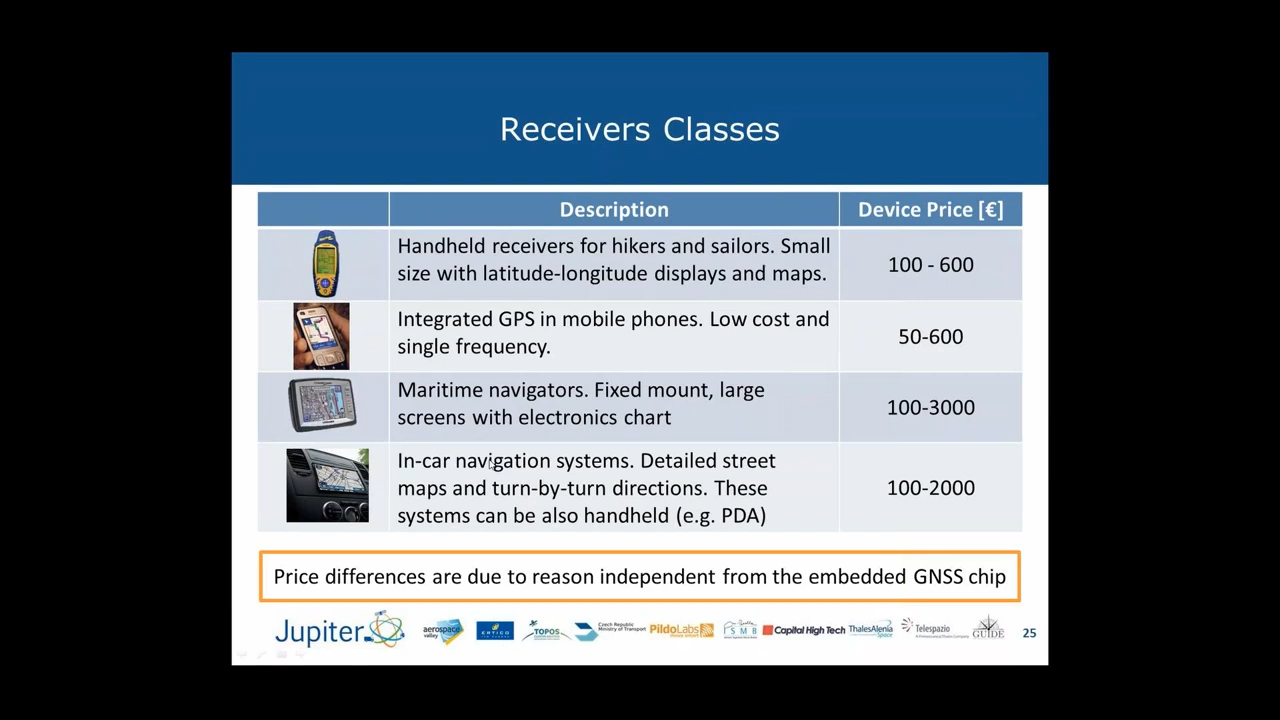 Receivers Classes
Description
Device Price [€]
Handheld receivers for hikers and sailors. Small
size with latitude-longitude displays and maps.
100 - 600
Integrated GPS in mobile phones. Low cost and
single frequency.
50-600
Maritime navigators. Fixed mount, large
screens with electronics chart
100-3000
In-car navigation systems. Detailed street
maps and turn-by-turn directions. These
systems can be also handheld (e.g. PDA)
100-2000
Price differences are due to reason independent from the embedded GNSS chip
Jupiter
aerospace
valley
ERTICO
TOPOS
Czech Republic
Ministry of Transport
PildoLabs
ISMB
Capital High Tech
ThalesAlenia
Space
Telespazio
GUIDE
25